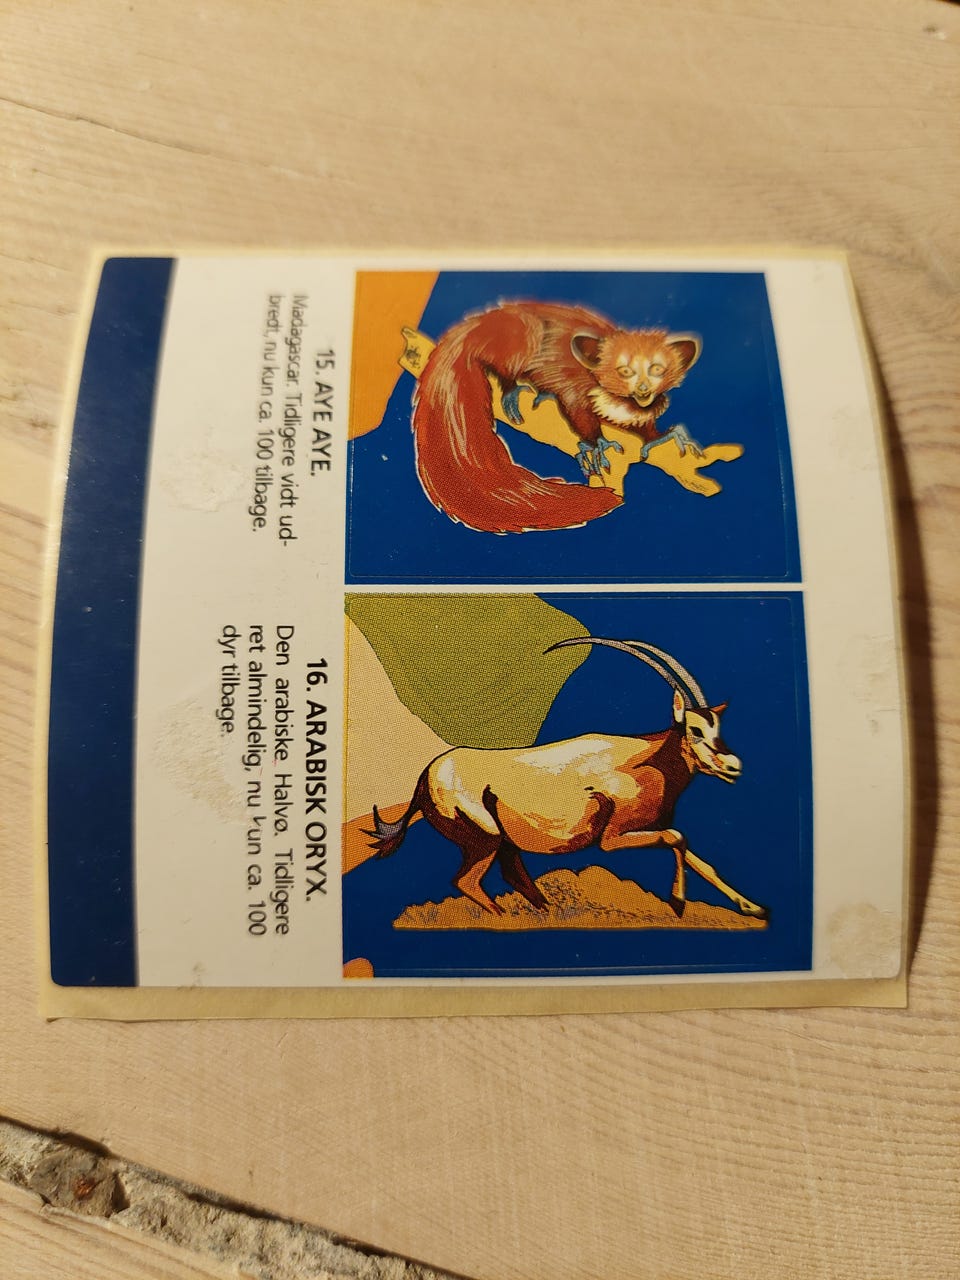 15. AYE AYE.
Madagascar. Tidligere vidt ud-
bredt, nu kun ca. 100 tilbage.
16. ARABISK ORYX.
Den arabiske Halvø. Tidligere
ret almindelig, nu kun ca. 100
dyr tilbage.